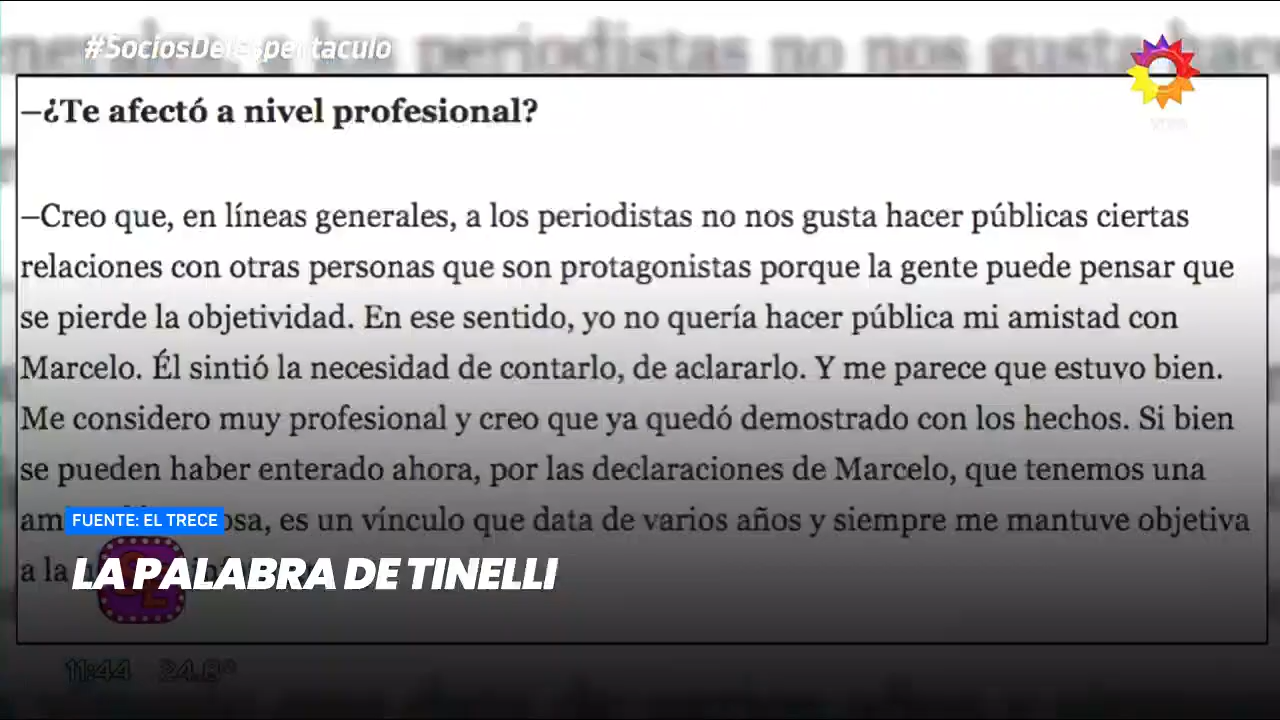 #SociosDelEspectaculo
–¿Te afectó a nivel profesional?
–Creo que, en líneas generales, a los periodistas no nos gusta hacer públicas ciertas
relaciones con otras personas que son protagonistas porque la gente puede pensar que
se pierde la objetividad. En ese sentido, yo no quería hacer pública mi amistad con
Marcelo. Él sintió la necesidad de contarlo, de aclararlo. Y me parece que estuvo bien.
Me considero muy profesional y creo que ya quedó demostrado con los hechos. Si bien
se pueden haber enterado ahora, por las declaraciones de Marcelo, que tenemos una
es un vínculo que data de varios años y siempre me mantuve objetiva
FUENTE: EL TRECE
a la
LA PALABRA DE TINELLI
11:44 24.8°